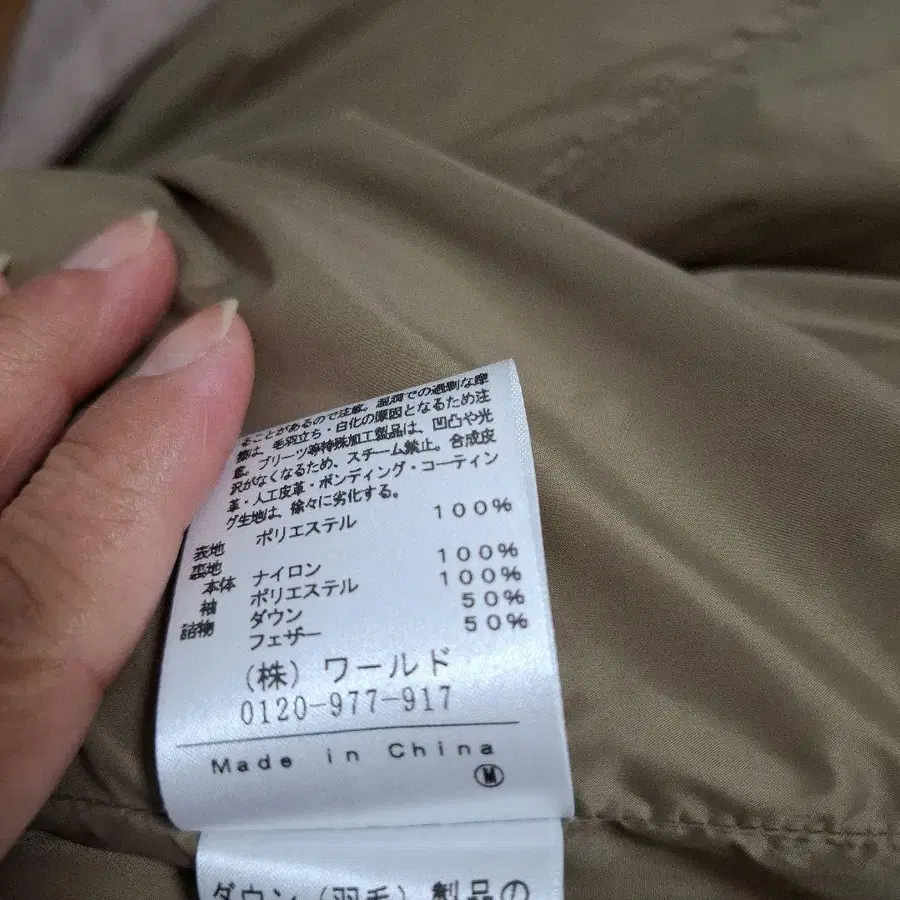 ることがあるので注意。湿潤での過剰な摩
擦は、毛羽立ち・白化の原因となるため注
意。プリーツ等特殊加工製品は、凹凸や光
沢がなくなるため、スチーム禁止。合成皮
革・人工皮革・ボンディング・コーティン
グ生地は、徐々に劣化する。
表地 ポリエステル 100%
裏地
本体 ナイロン 100%
袖 ポリエステル 100%
詰物 ダウン 50%
フェザー 50%
(株) ワールド
0120-977-917
Made in China
M
ダウン(羽毛)製品の